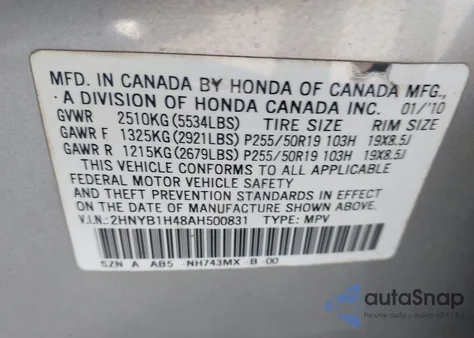 MFD. IN CANADA BY HONDA OF CANADA MFG.,
A DIVISION OF HONDA CANADA INC. 01/'10
GVWR 2510KG(5534LBS) TIRE SIZE RIM SIZE
GAWR F 1325KG(2921LBS) P255/50R19 103H 19X8.5J
GAWR R 1215KG(2679LBS) P255/50R19 103H 19X8.5J
THIS VEHICLE CONFORMS TO ALL APPLICABLE
FEDERAL MOTOR VEHICLE SAFETY
AND THEFT PREVENTION STANDARDS IN EFFECT
ON THE DATE OF MANUFACTURE SHOWN ABOVE.
V.I.N.:2HNYB1H48AH500831 TYPE: MPV
SZN A AB5 NH743MX -B -00
autoSnap